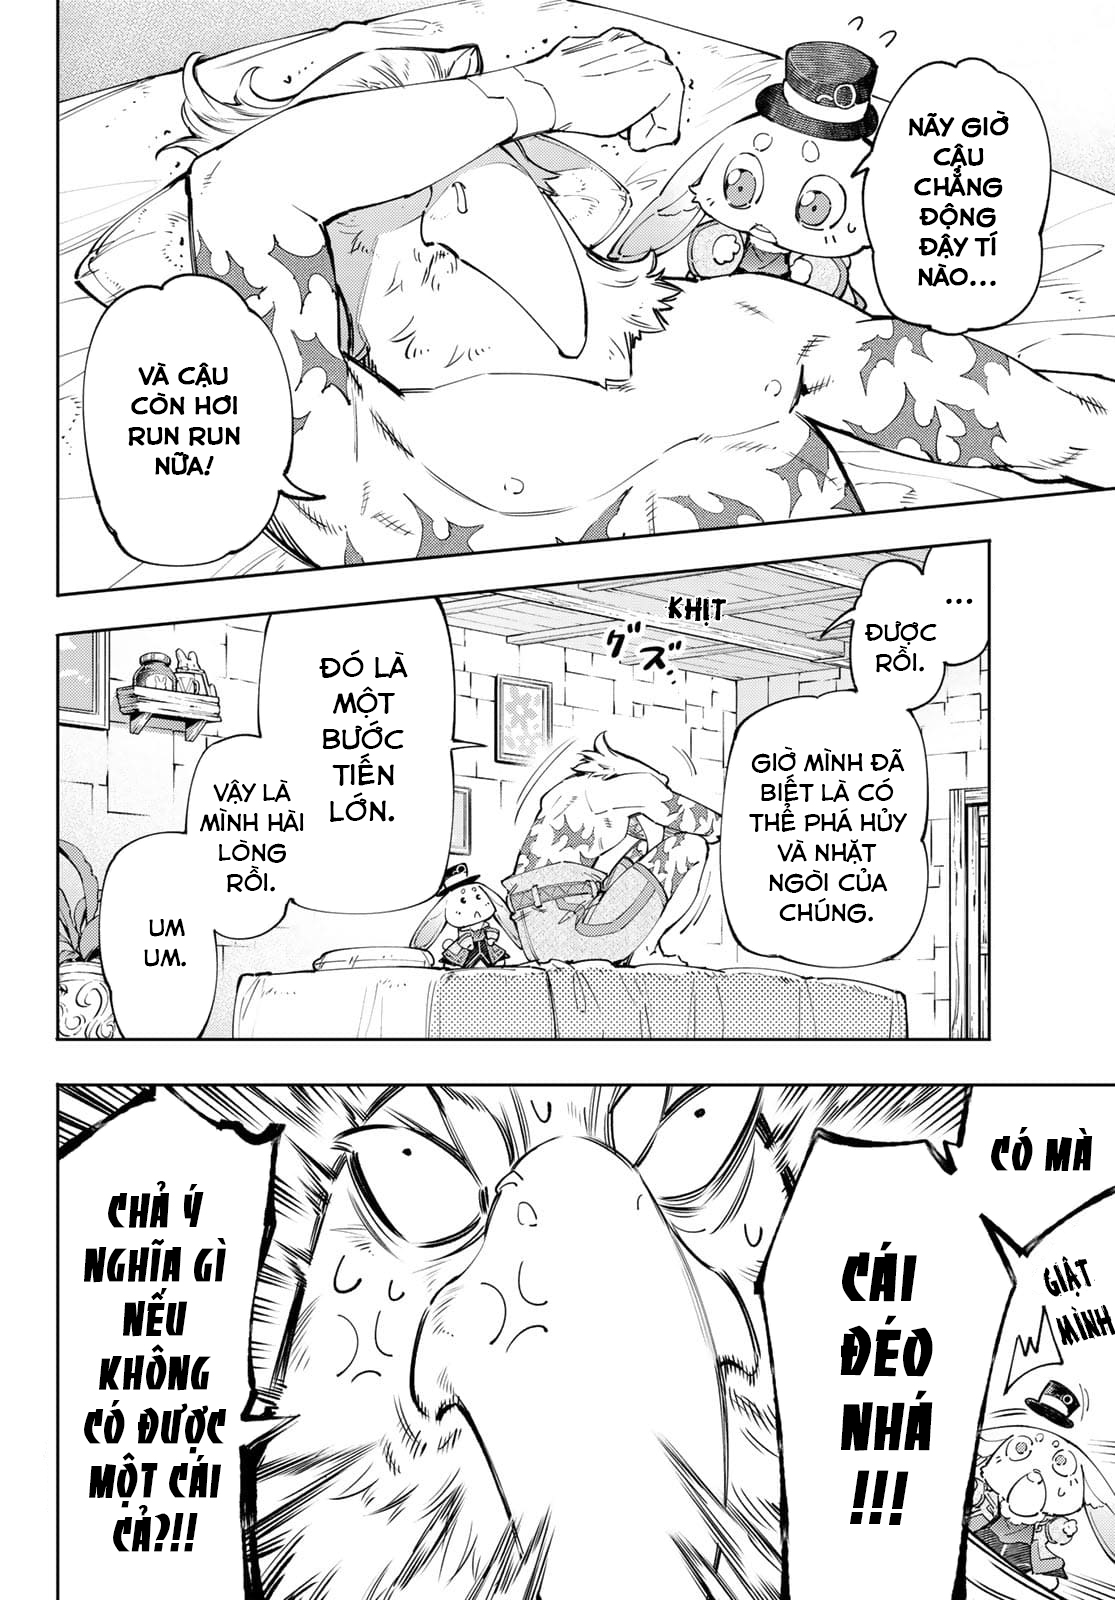 NÃY GIỜ
CẬU
CHẲNG
ĐỘNG
ĐẬY TÍ
NÀO...
VÀ CẬU
CÒN HƠI
RUN RUN
NỮA!
...
ĐƯỢC
RỒI.
GIỜ MÌNH ĐÃ
BIẾT LÀ CÓ
THỂ PHÁ HỦY
VÀ NHẶT
NGÒI CỦA
CHÚNG.
KHỊT
グズ
ĐÓ LÀ
MỘT
BƯỚC
TIẾN
LỚN.
VẬY LÀ
MÌNH HÀI
LÒNG
RỒI.
UM
UM.
CÓ MÀ
CÁI
ĐÉO
NHÁ
!!!
GIẬT
MÌNH
CHẢ Ý
NGHĨA GÌ
NẾU
KHÔNG
CÓ ĐƯỢC
MỘT CÁI
CẢ?!!